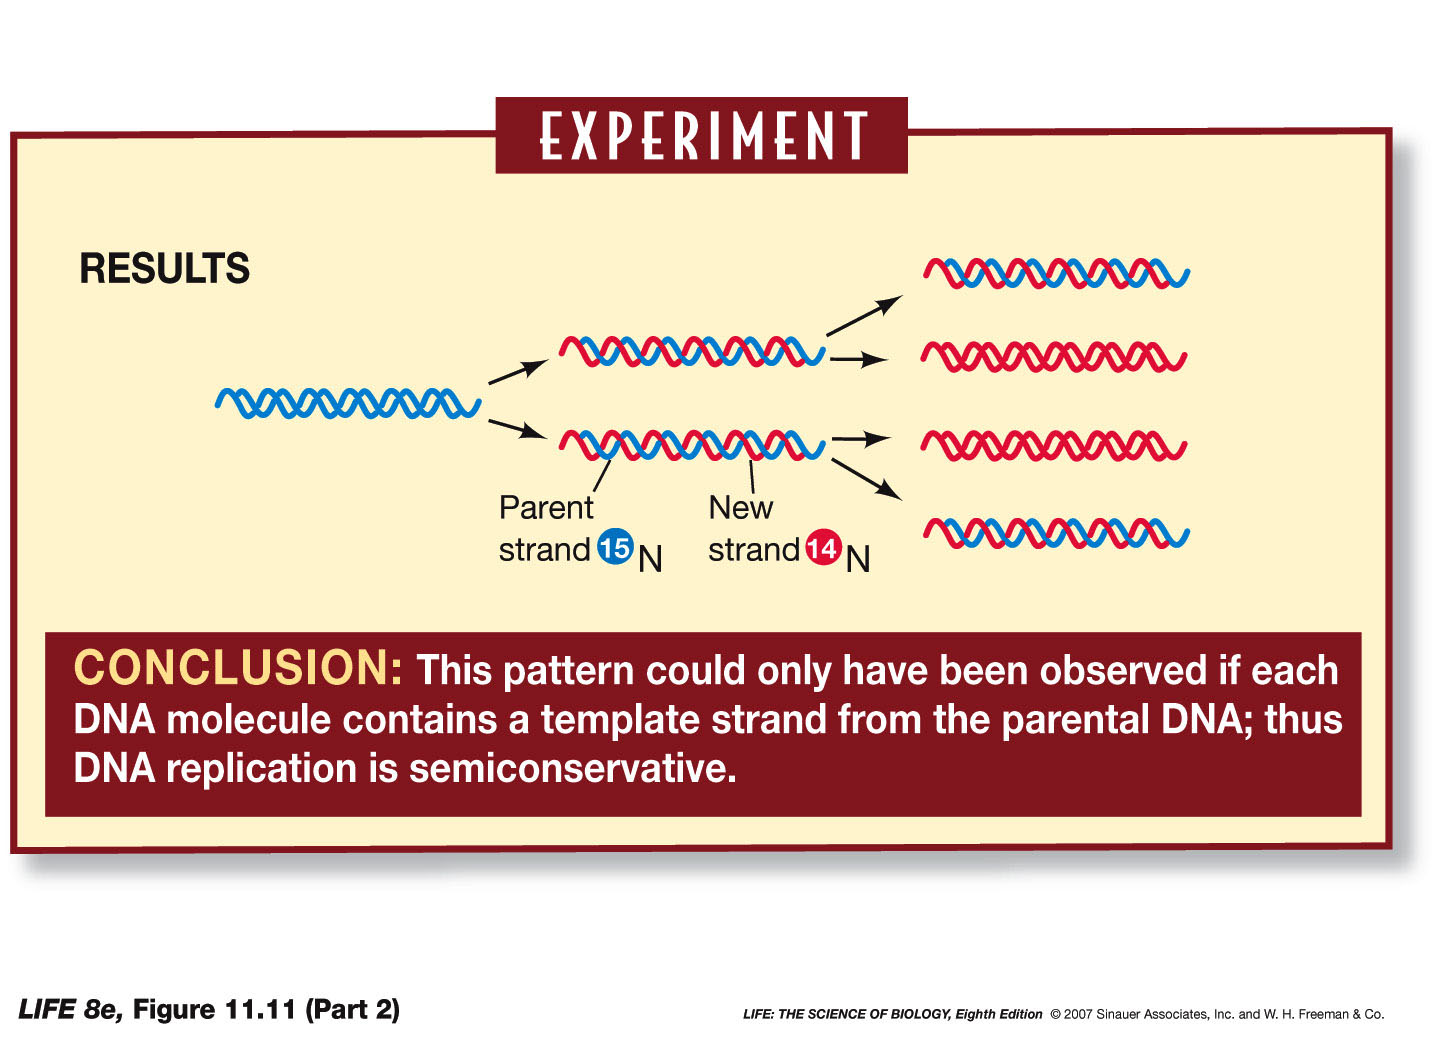 EXPERIMENT
RESULTS
Parent
strand 15 N
New
strand 14 N
CONCLUSION: This pattern could only have been observed if each
DNA molecule contains a template strand from the parental DNA; thus
DNA replication is semiconservative.
LIFE 8e, Figure 11.11 (Part 2)
LIFE: THE SCIENCE OF BIOLOGY, Eighth Edition © 2007 Sinauer Associates, Inc. and W. H. Freeman & Co.